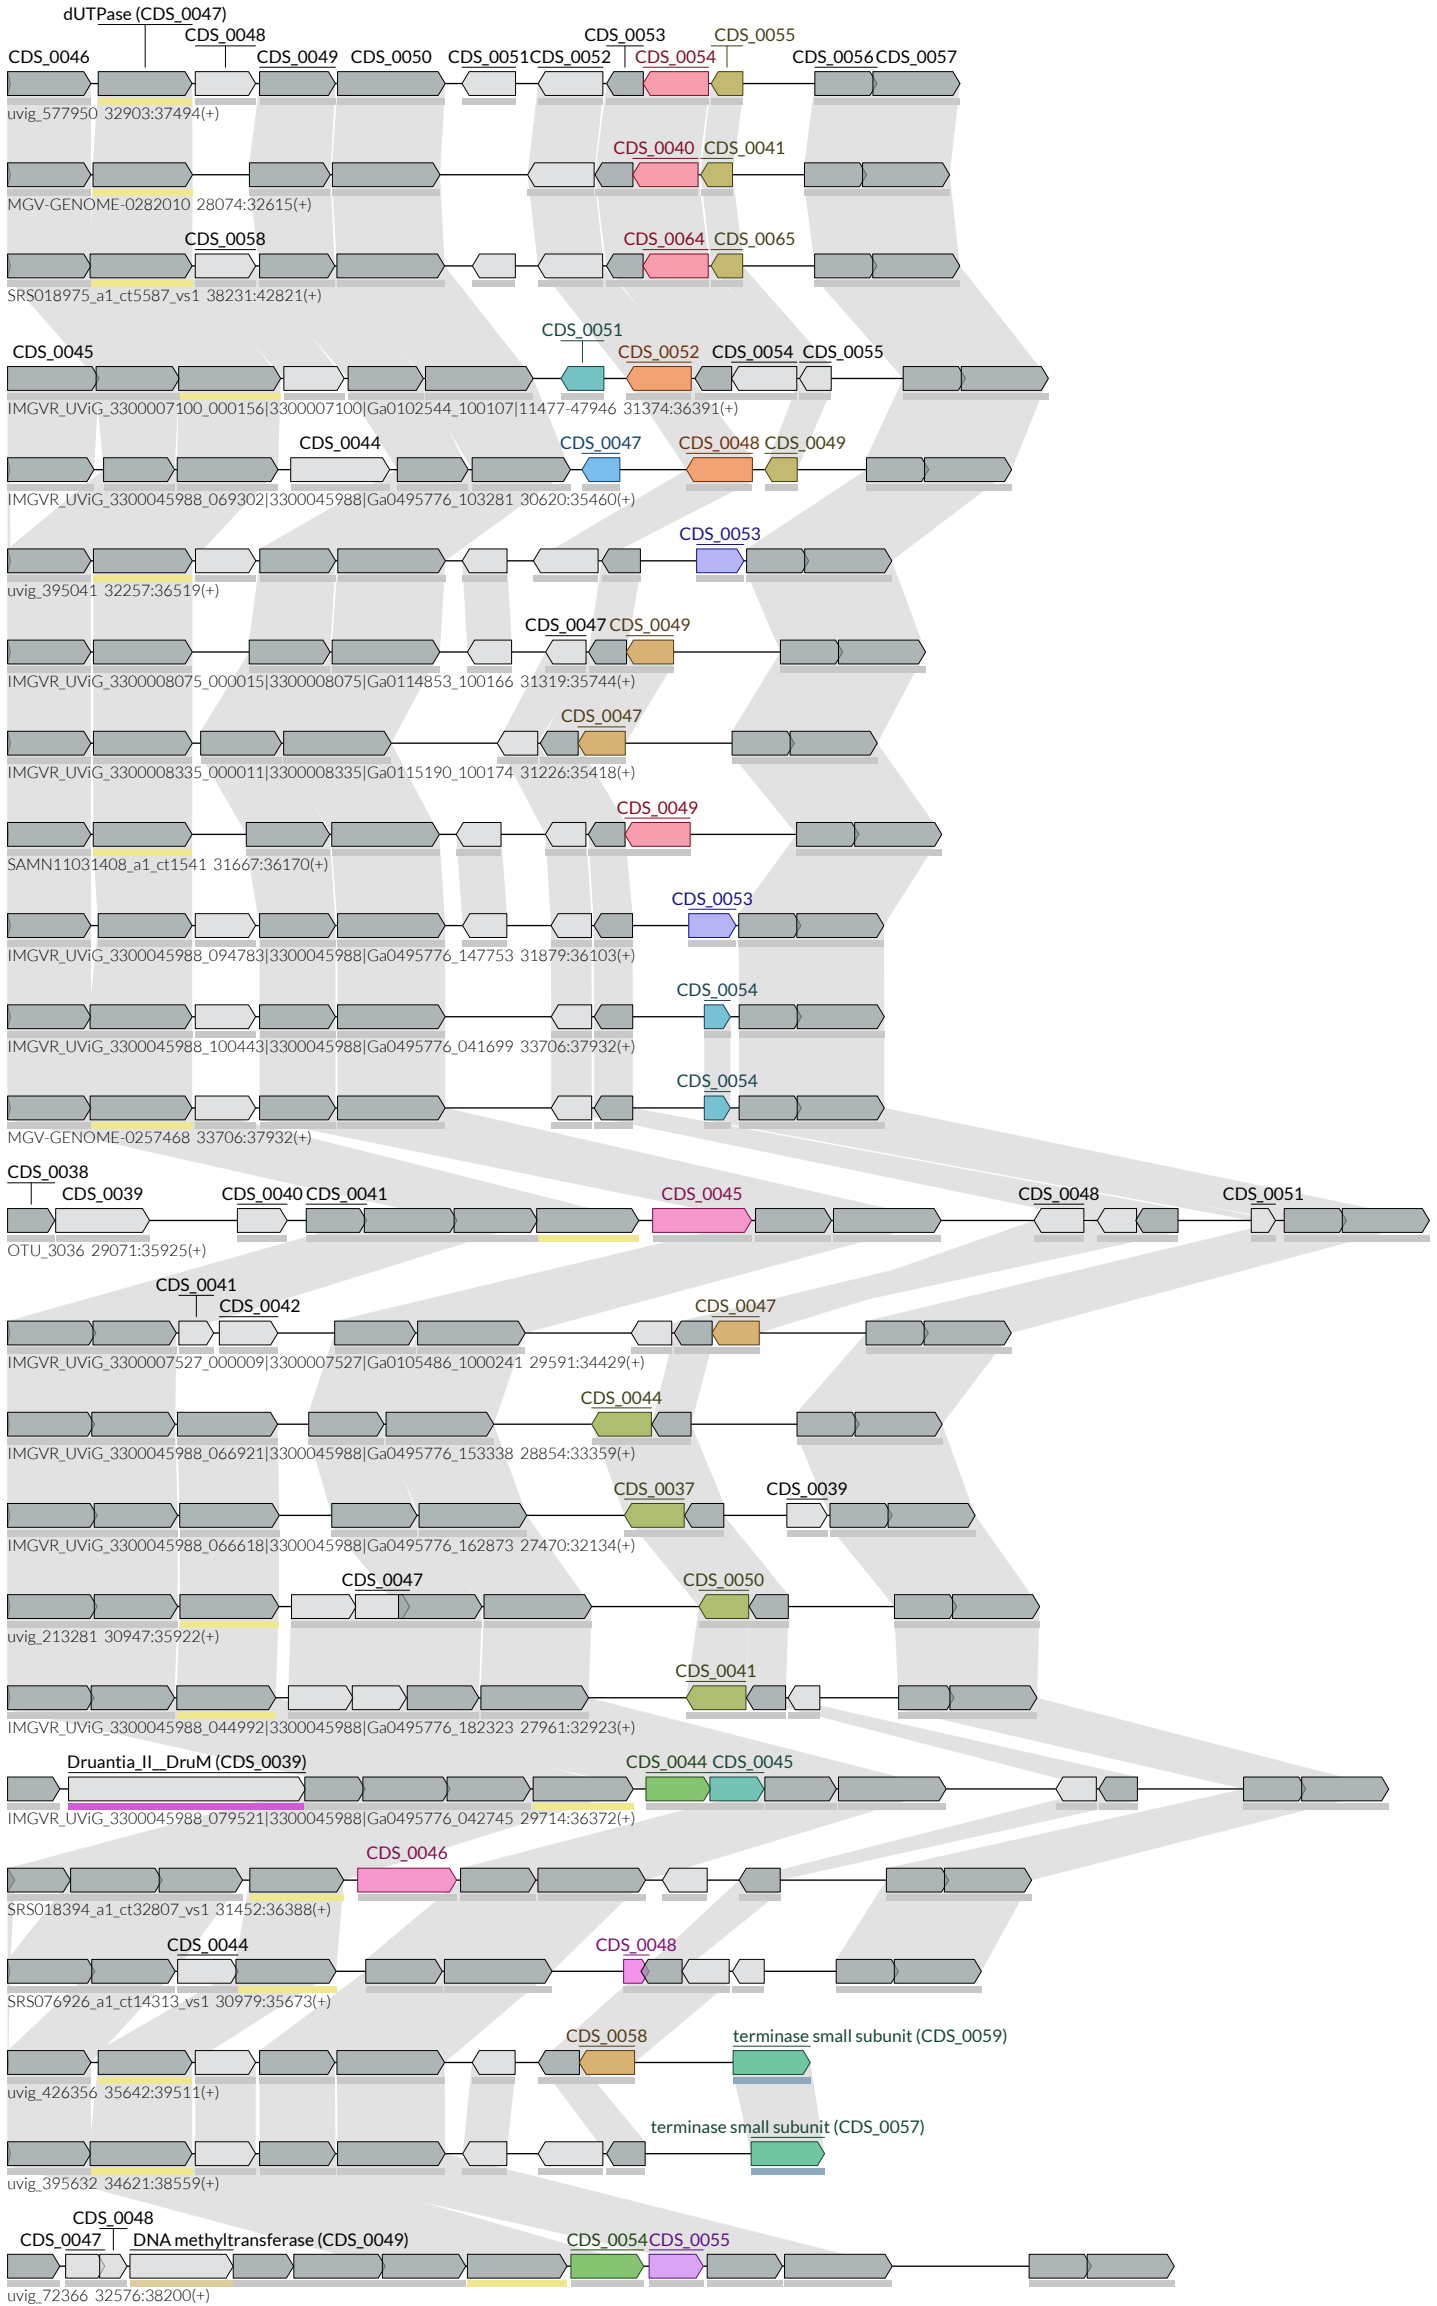 dUTPase (CDS_0047)
CDS_0048 CDS_0053 CDS_0055
CDS_0046 CDS_0049 CDS_0050 CDS_0051 CDS_0052 CDS_0054 CDS_0056 CDS_0057
uvig_577950 32903:37494(+)
CDS_0040 CDS_0041
MGV-GENOME-0282010 28074:32615(+)
CDS_0058 CDS_0064 CDS_0065
SRS018975_a1_ct5587_vs1 38231:42821(+)
CDS_0051
CDS_0045 CDS_0052 CDS_0054 CDS_0055
IMGVR_UViG_3300007100_000156|3300007100|Ga0102544_100107|11477-47946 31374:36391(+)
CDS_0044 CDS_0047 CDS_0048 CDS_0049
IMGVR_UViG_3300045988_069302|3300045988|Ga0495776_103281 30620:35460(+)
CDS_0053
uvig_395041 32257:36519(+)
CDS_0047 CDS_0049
IMGVR_UViG_3300008075_000015|3300008075|Ga0114853_100166 31319:35744(+)
CDS_0047
IMGVR_UViG_3300008335_000011|3300008335|Ga0115190_100174 31226:35418(+)
CDS_0049
SAMN11031408_a1_ct1541 31667:36170(+)
CDS_0053
IMGVR_UViG_3300045988_094783|3300045988|Ga0495776_147753 31879:36103(+)
CDS_0054
IMGVR_UViG_3300045988_100443|3300045988|Ga0495776_041699 33706:37932(+)
CDS_0054
MGV-GENOME-0257468 33706:37932(+)
CDS_0038
CDS_0039 CDS_0040 CDS_0041 CDS_0045 CDS_0048 CDS_0051
OTU_3036 29071:35925(+)
CDS_0041
CDS_0042 CDS_0047
IMGVR_UViG_3300007527_000009|3300007527|Ga0105486_1000241 29591:34429(+)
CDS_0044
IMGVR_UViG_3300045988_066921|3300045988|Ga0495776_153338 28854:33359(+)
CDS_0037 CDS_0039
IMGVR_UViG_3300045988_066618|3300045988|Ga0495776_162873 27470:32134(+)
CDS_0047 CDS_0050
uvig_213281 30947:35922(+)
CDS_0041
IMGVR_UViG_3300045988_044992|3300045988|Ga0495776_182323 27961:32923(+)
Druantia_II__DruM (CDS_0039) CDS_0044 CDS_0045
IMGVR_UViG_3300045988_079521|3300045988|Ga0495776_042745 29714:36372(+)
CDS_0046
SRS018394_a1_ct32807_vs1 31452:36388(+)
CDS_0044 CDS_0048
SRS076926_a1_ct14313_vs1 30979:35673(+)
CDS_0058 terminase small subunit (CDS_0059)
uvig_426356 35642:39511(+)
terminase small subunit (CDS_0057)
uvig_395632 34621:38559(+)
CDS_0048
CDS_0047 DNA methyltransferase (CDS_0049) CDS_0054 CDS_0055
uvig_72366 32576:38200(+)